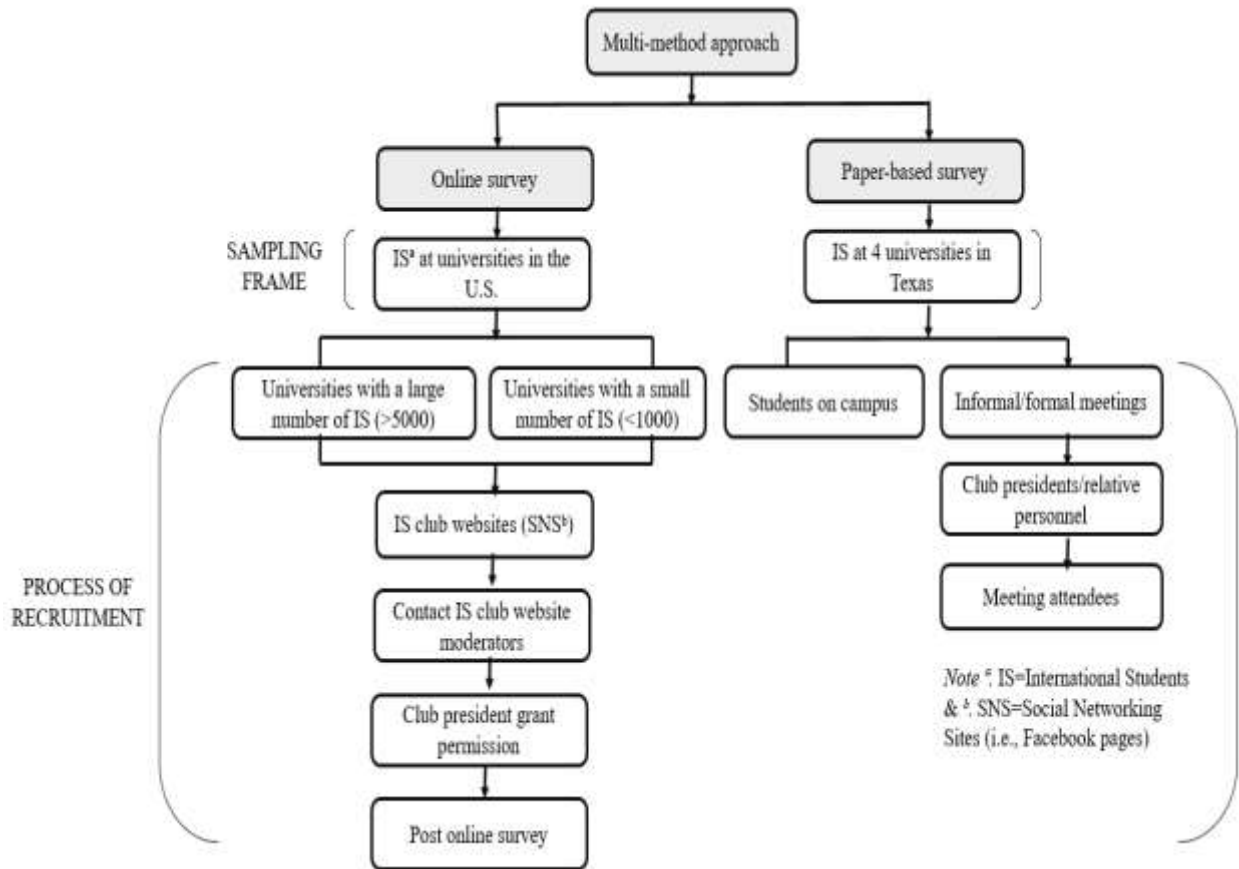 Multi-method approach
Online survey
Paper-based survey
SAMPLING
FRAME
ISᵃ at universities in the
U.S.
IS at 4 universities in
Texas
Universities with a large
number of IS (>5000)
Universities with a small
number of IS (<1000)
Students on campus
Informal/formal meetings
IS club websites (SNSᵇ)
Club presidents/relative
personnel
PROCESS OF
RECRUITMENT
Contact IS club website
moderators
Meeting attendees
Club president grant
permission
Post online survey
Note ᵃ. IS=International Students
& ᵇ. SNS=Social Networking
Sites (i.e., Facebook pages)